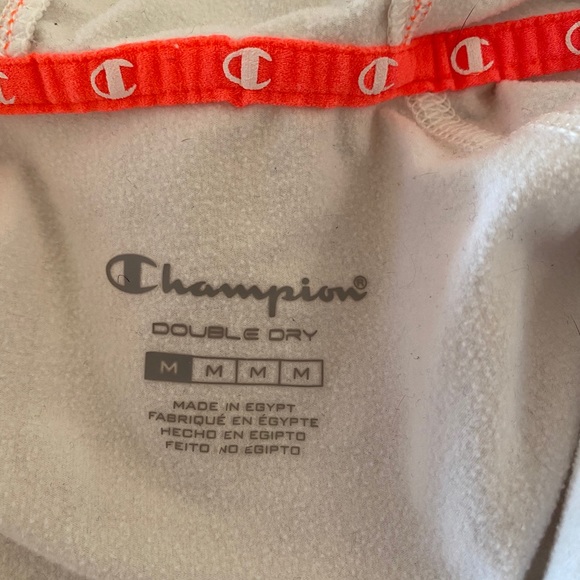 Champion®
DOUBLE DRY
M M M M
MADE IN EGYPT
FABRIQUÉ EN ÉGYPTE
HECHO EN EGIPTO
FEITO NO EGIPTO